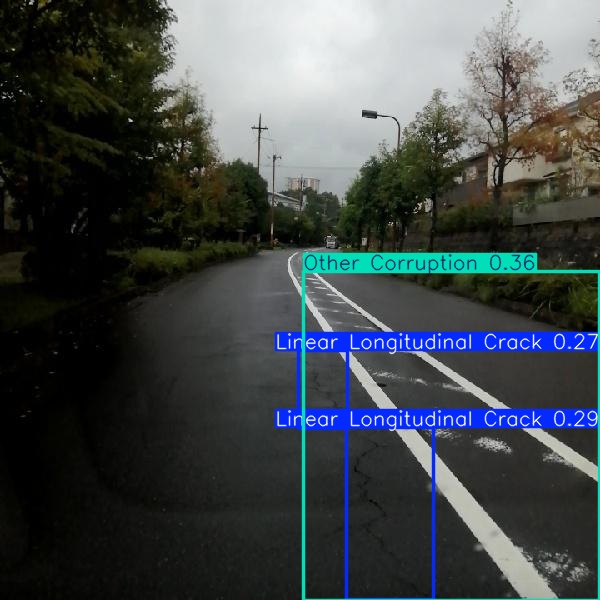 Other Corruption 0.36
Linear Longitudinal Crack 0.27
Linear Longitudinal Crack 0.29